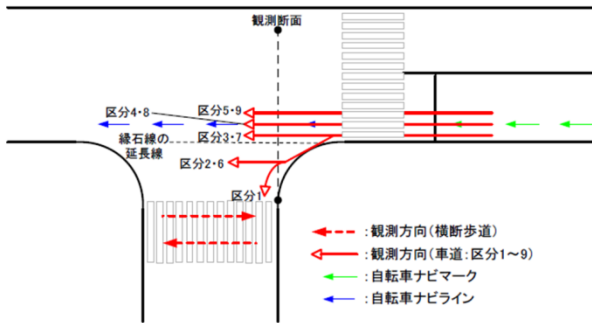 観測断面
区分4・8
区分5・9
縁石線の
延長線
区分3・7
区分2・6
区分1
:観測方向(横断歩道)
:観測方向(車道:区分1～9)
:自転車ナビマーク
:自転車ナビライン